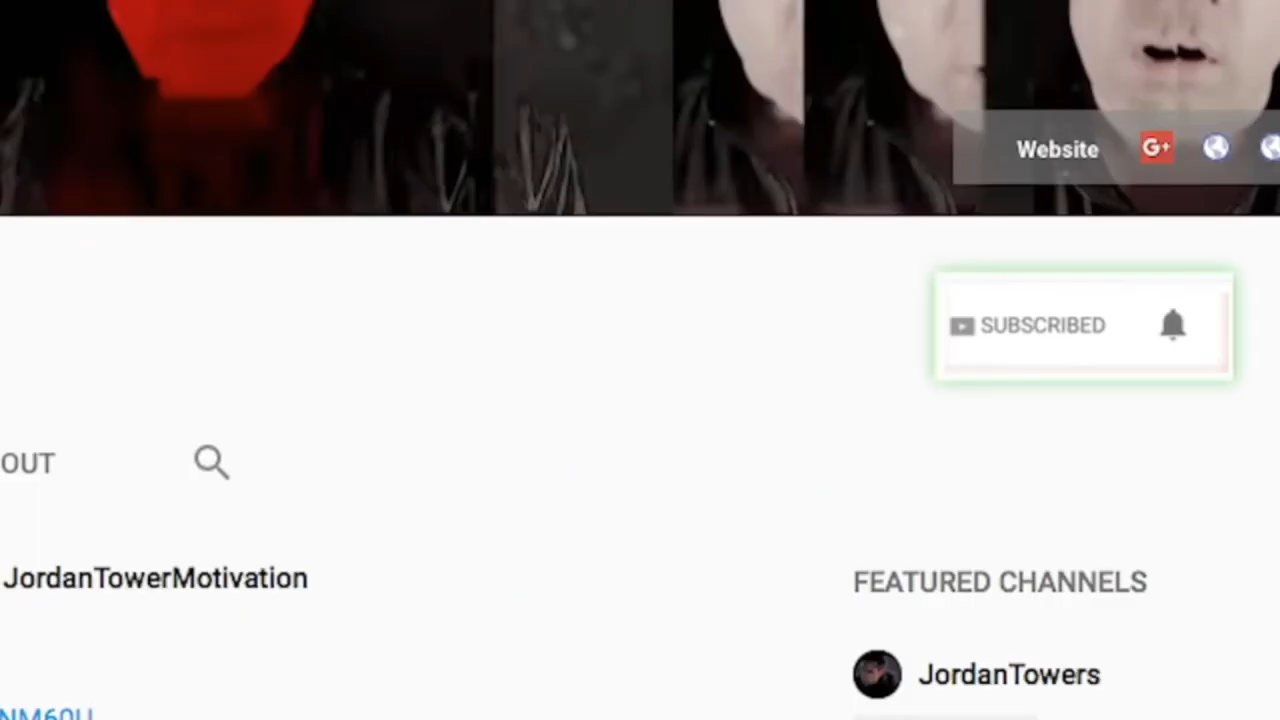 Website G+
SUBSCRIBED
OUT
JordanTowerMotivation
FEATURED CHANNELS
JordanTowers